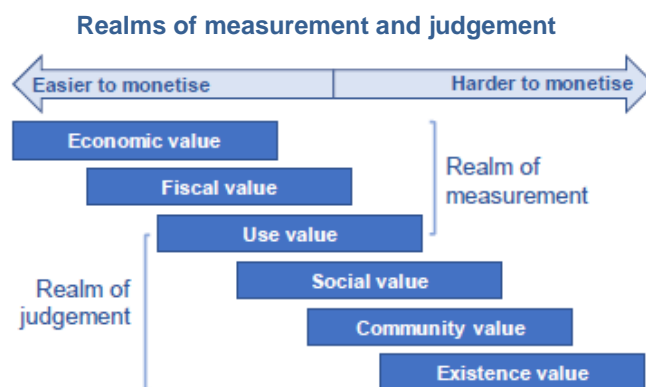 Realms of measurement and judgement
Easier to monetise
Harder to monetise
Economic value
Fiscal value
Realm of
measurement
Use value
Social value
Realm of
judgement
Community value
Existence value